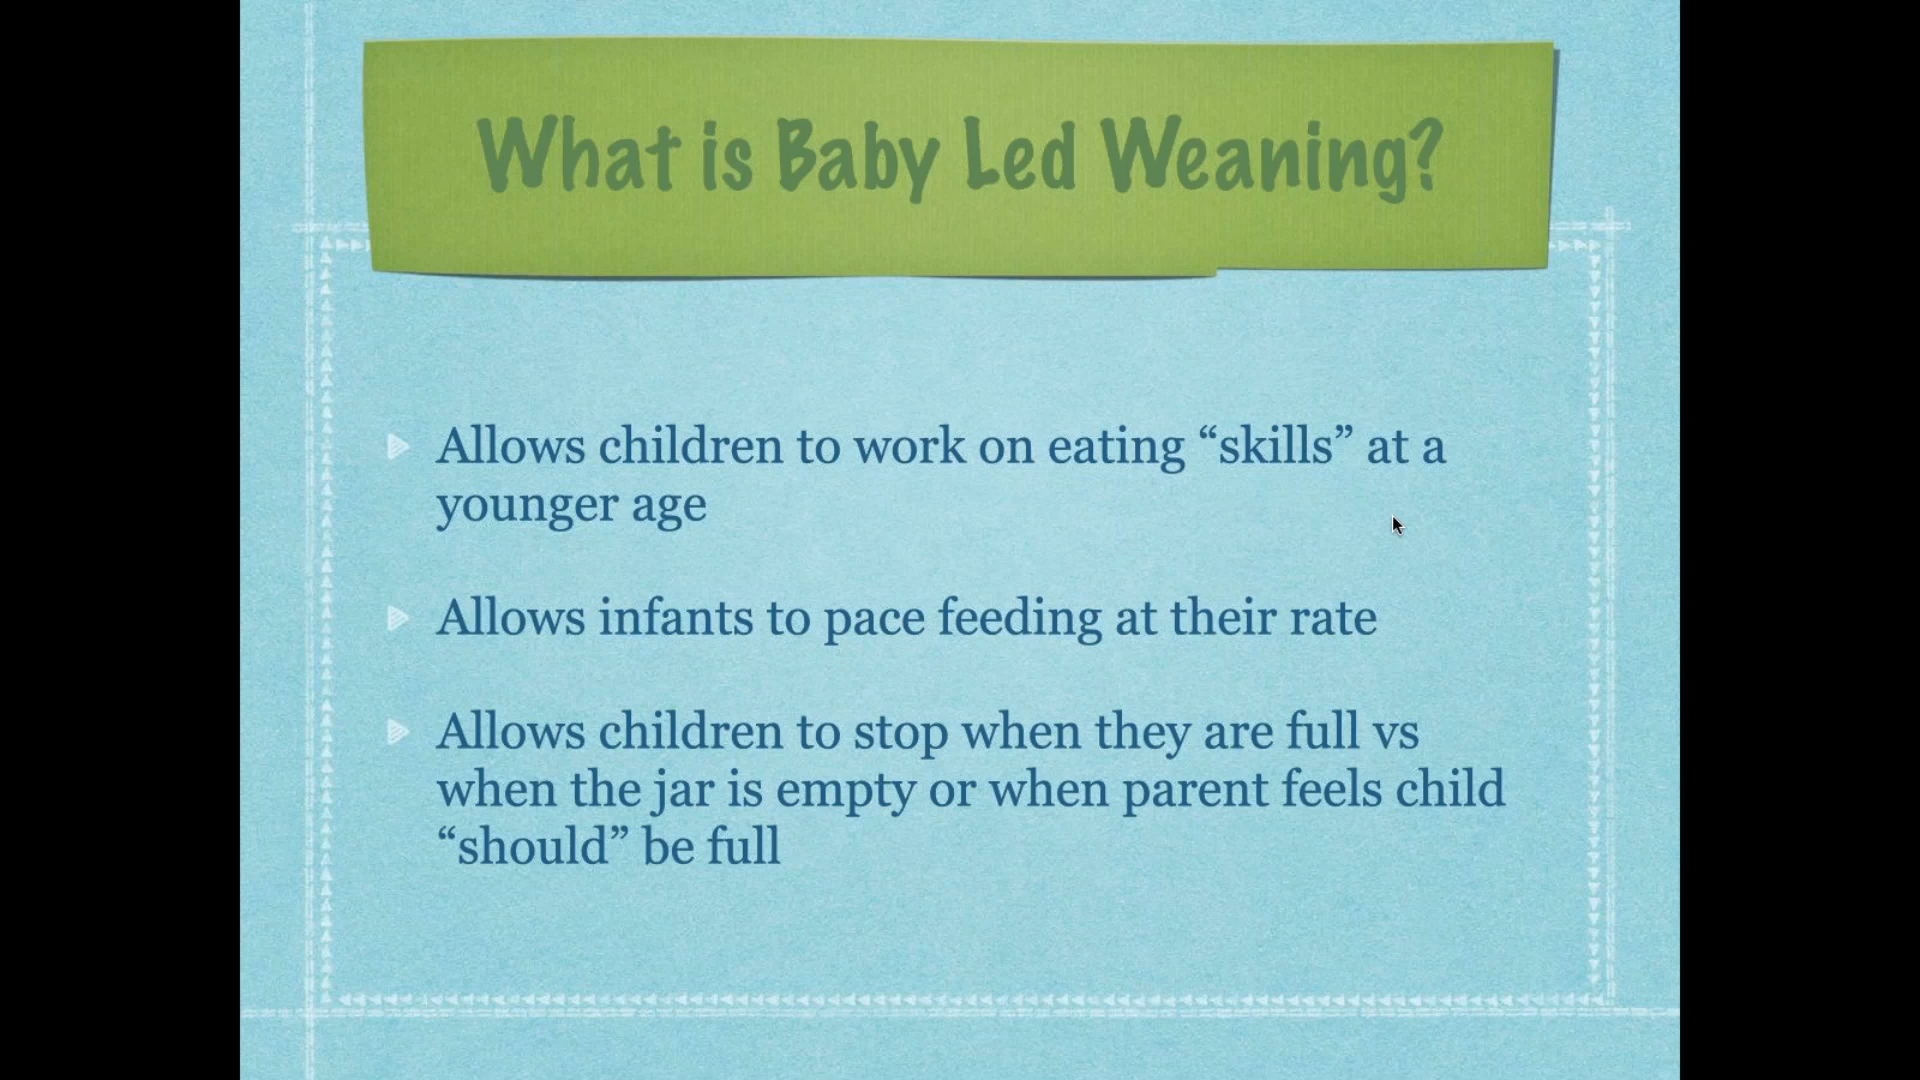 What is Baby Led Weaning?
Allows children to work on eating “skills” at a
younger age
Allows infants to pace feeding at their rate
Allows children to stop when they are full vs
when the jar is empty or when parent feels child
“should” be full